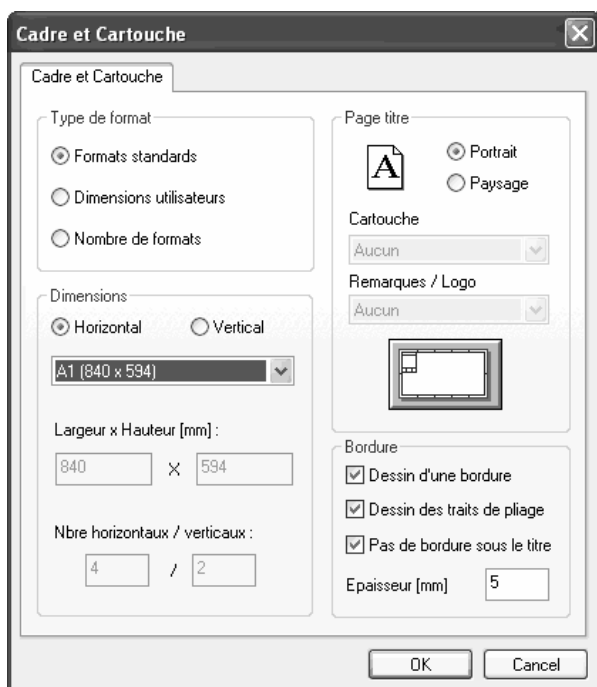 Cadre et Cartouche
Cadre et Cartouche
Type de format
Formats standards
Dimensions utilisateurs
Nombre de formats
Dimensions
Horizontal Vertical
A1 (840 x 594)
Largeur x Hauteur [mm] :
840 X 594
Nbre horizontaux / verticaux :
4 / 2
Page titre
A
Portrait
Paysage
Cartouche
Aucun
Remarques / Logo
Aucun
Bordure
Dessin d'une bordure
Dessin des traits de pliage
Pas de bordure sous le titre
Epaisseur [mm] 5
OK Cancel